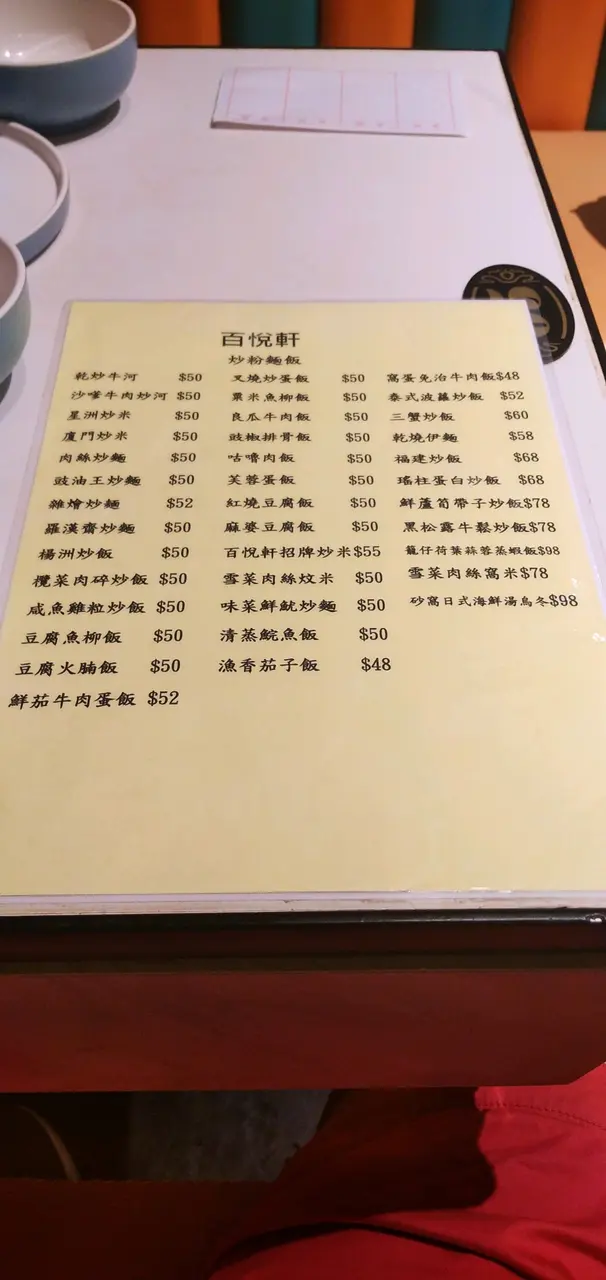 百悅軒
炒粉麵飯
乾炒牛河 $50
沙嗲牛肉炒河 $50
星洲炒米 $50
廈門炒米 $50
肉絲炒麵 $50
豉油王炒麵 $50
雜燴炒麵 $52
羅漢齋炒麵 $50
楊洲炒飯 $50
欖菜肉碎炒飯 $50
咸魚雞粒炒飯 $50
豆腐魚柳飯 $50
豆腐火腩飯 $50
鮮茄牛肉蛋飯 $52
叉燒炒蛋飯 $50
粟米魚柳飯 $50
良瓜牛肉飯 $50
豉椒排骨飯 $50
咕嚕肉飯 $50
芙蓉蛋飯 $50
紅燒豆腐飯 $50
麻婆豆腐飯 $50
百悅軒招牌炒米 $55
雪菜肉絲炆米 $50
味菜鮮魷炒麵 $50
清蒸鯇魚飯 $50
漁香茄子飯 $48
窩蛋免治牛肉飯 $48
泰式波蘿炒飯 $52
三蟹炒飯 $60
乾燒伊麵 $58
福建炒飯 $68
瑤柱蛋白炒飯 $68
鮮蘆筍帶子炒飯 $78
黑松露牛鬆炒飯 $78
籠仔荷葉蒜蓉蒸蝦飯 $98
雪菜肉絲窩米 $78
砂窩日式海鮮湯烏冬 $98